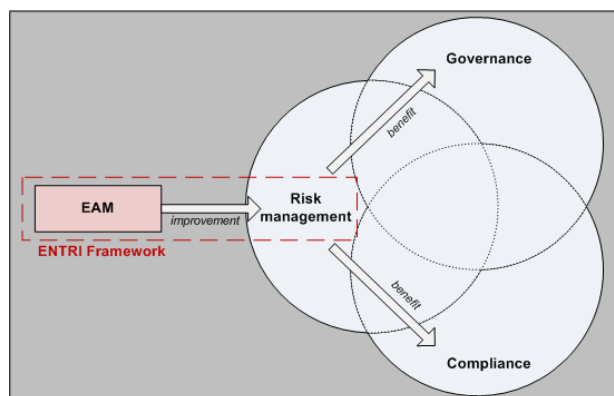 Governance
benefit
EAM
improvement
Risk
management
ENTRI Framework
benefit
Compliance